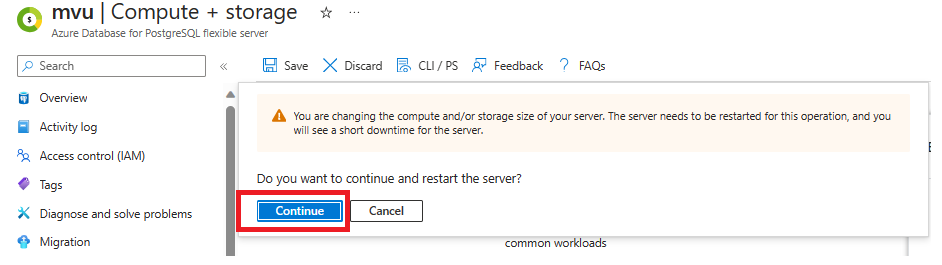 mvu | Compute + storage
Azure Database for PostgreSQL flexible server
Search
Save Discard CLI / PS Feedback FAQs
Overview
Activity log
Access control (IAM)
Tags
Diagnose and solve problems
Migration
You are changing the compute and/or storage size of your server. The server needs to be restarted for this operation, and you
will see a short downtime for the server.
Do you want to continue and restart the server?
Continue Cancel
common workloads